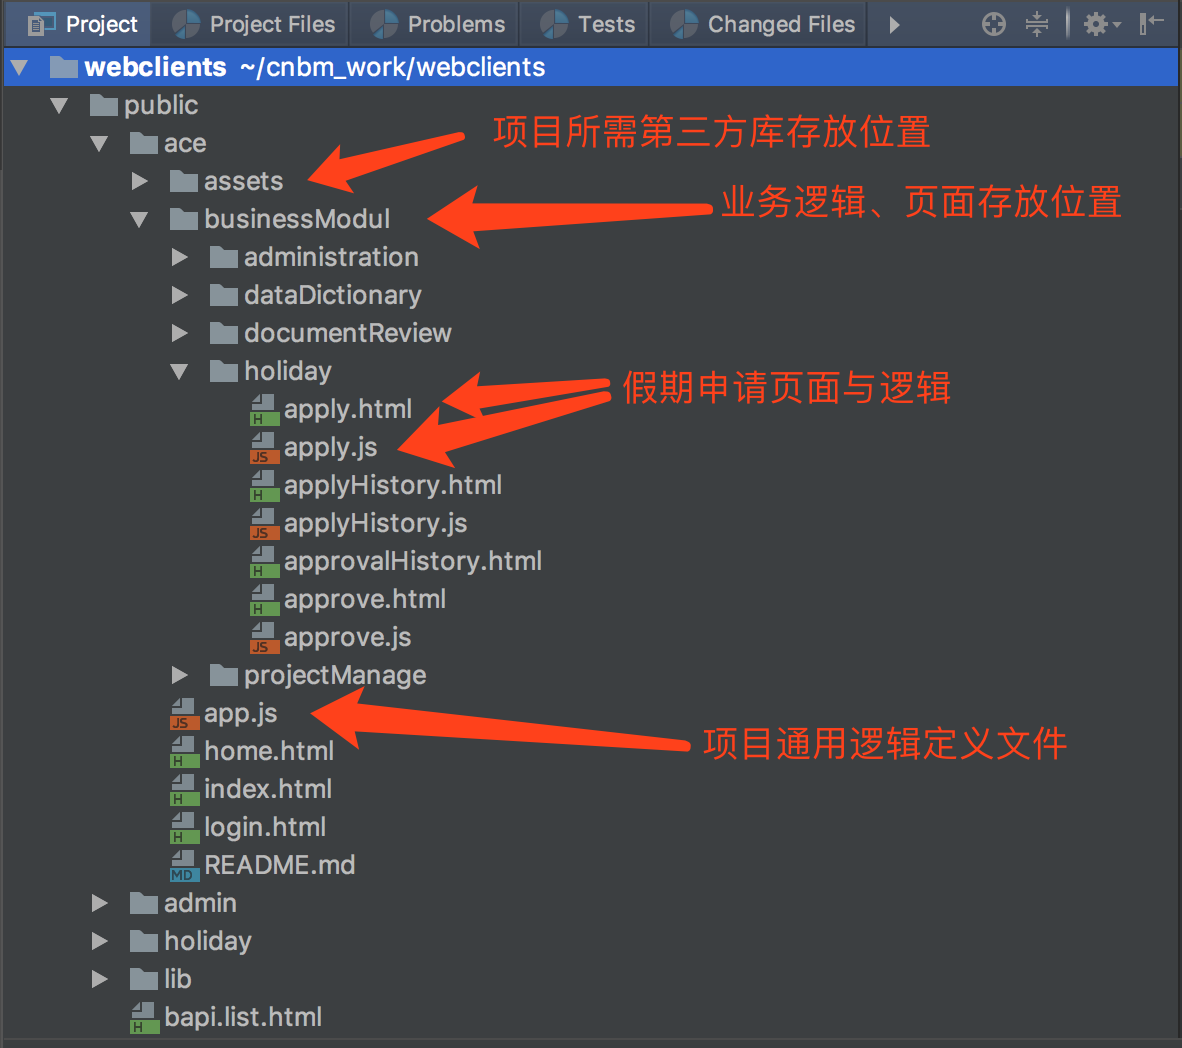 Project Project Files Problems Tests Changed Files
webclients ~/cnbm_work/webclients
public
项目所需第三方库存放位置
ace
assets
业务逻辑、页面存放位置
businessModul
administration
dataDictionary
documentReview
holiday
假期申请页面与逻辑
apply.html
apply.js
applyHistory.html
applyHistory.js
approvalHistory.html
approve.html
approve.js
projectManage
app.js
项目通用逻辑定义文件
home.html
index.html
login.html
README.md
admin
holiday
lib
bapi.list.html